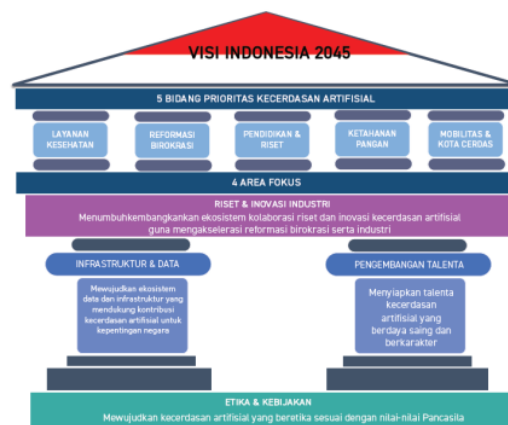 VISI INDONESIA 2045
5 BIDANG PRIORITAS KECERDASAN ARTIFISIAL
LAYANAN
KESEHATAN
REFORMASI
BIROKRASI
PENDIDIKAN &
RISET
KETAHANAN
PANGAN
MOBILITAS &
KOTA CERDAS
4 AREA FOKUS
RISET & INOVASI INDUSTRI
Menumbuhkembangkankan ekosistem kolaborasi riset dan inovasi kecerdasan artifisial
guna mengakselerasi reformasi birokrasi serta industri
INFRASTRUKTUR & DATA
Mewujudkan ekosistem
data dan infrastruktur yang
mendukung kontribusi
kecerdasan artifisial untuk
kepentingan negara
PENGEMBANGAN TALENTA
Menyiapkan talenta
kecerdasan
artifisial yang
berdaya saing dan
berkarakter
ETIKA & KEBIJAKAN
Mewujudkan kecerdasan artifisial yang beretika sesuai dengan nilai-nilai Pancasila